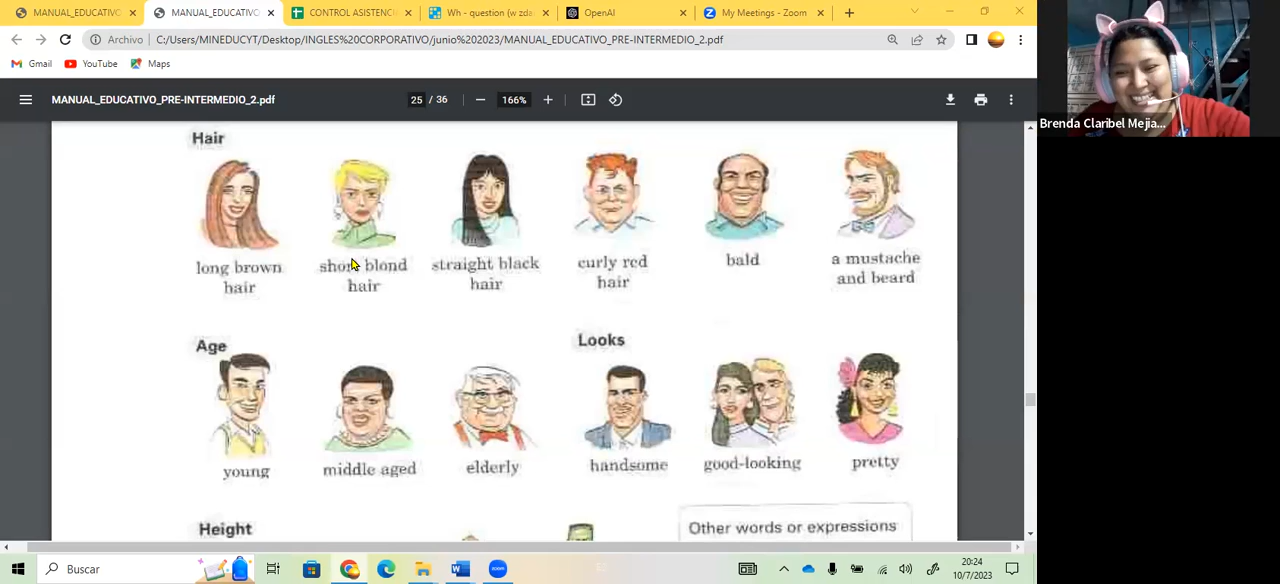 MANUAL_EDUCATIVO
MANUAL_EDUCATIVO
CONTROL ASISTENCI
Wh - question (w zda
OpenAI
My Meetings - Zoom
Archivo
C:/Users/MINEDUCYT/Desktop/INGLES%20CORPORATIVO/junio%202023/MANUAL_EDUCATIVO_PRE-INTERMEDIO_2.pdf
Gmail
YouTube
Maps
MANUAL_EDUCATIVO_PRE-INTERMEDIO_2.pdf
25 / 36
166%
Brenda Claribel Mejia...
Hair
long brown
hair
short blond
hair
straight black
hair
curly red
hair
bald
a mustache
and beard
Age
Looks
young
middle aged
elderly
handsome
good-looking
pretty
Height
Other words or expressions
Buscar
20:24
10/7/2023